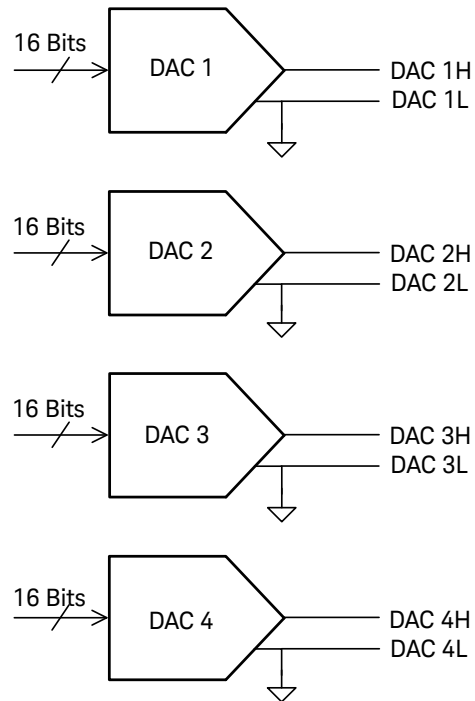 16 Bits
DAC 1
DAC 1H
DAC 1L
16 Bits
DAC 2
DAC 2H
DAC 2L
16 Bits
DAC 3
DAC 3H
DAC 3L
16 Bits
DAC 4
DAC 4H
DAC 4L